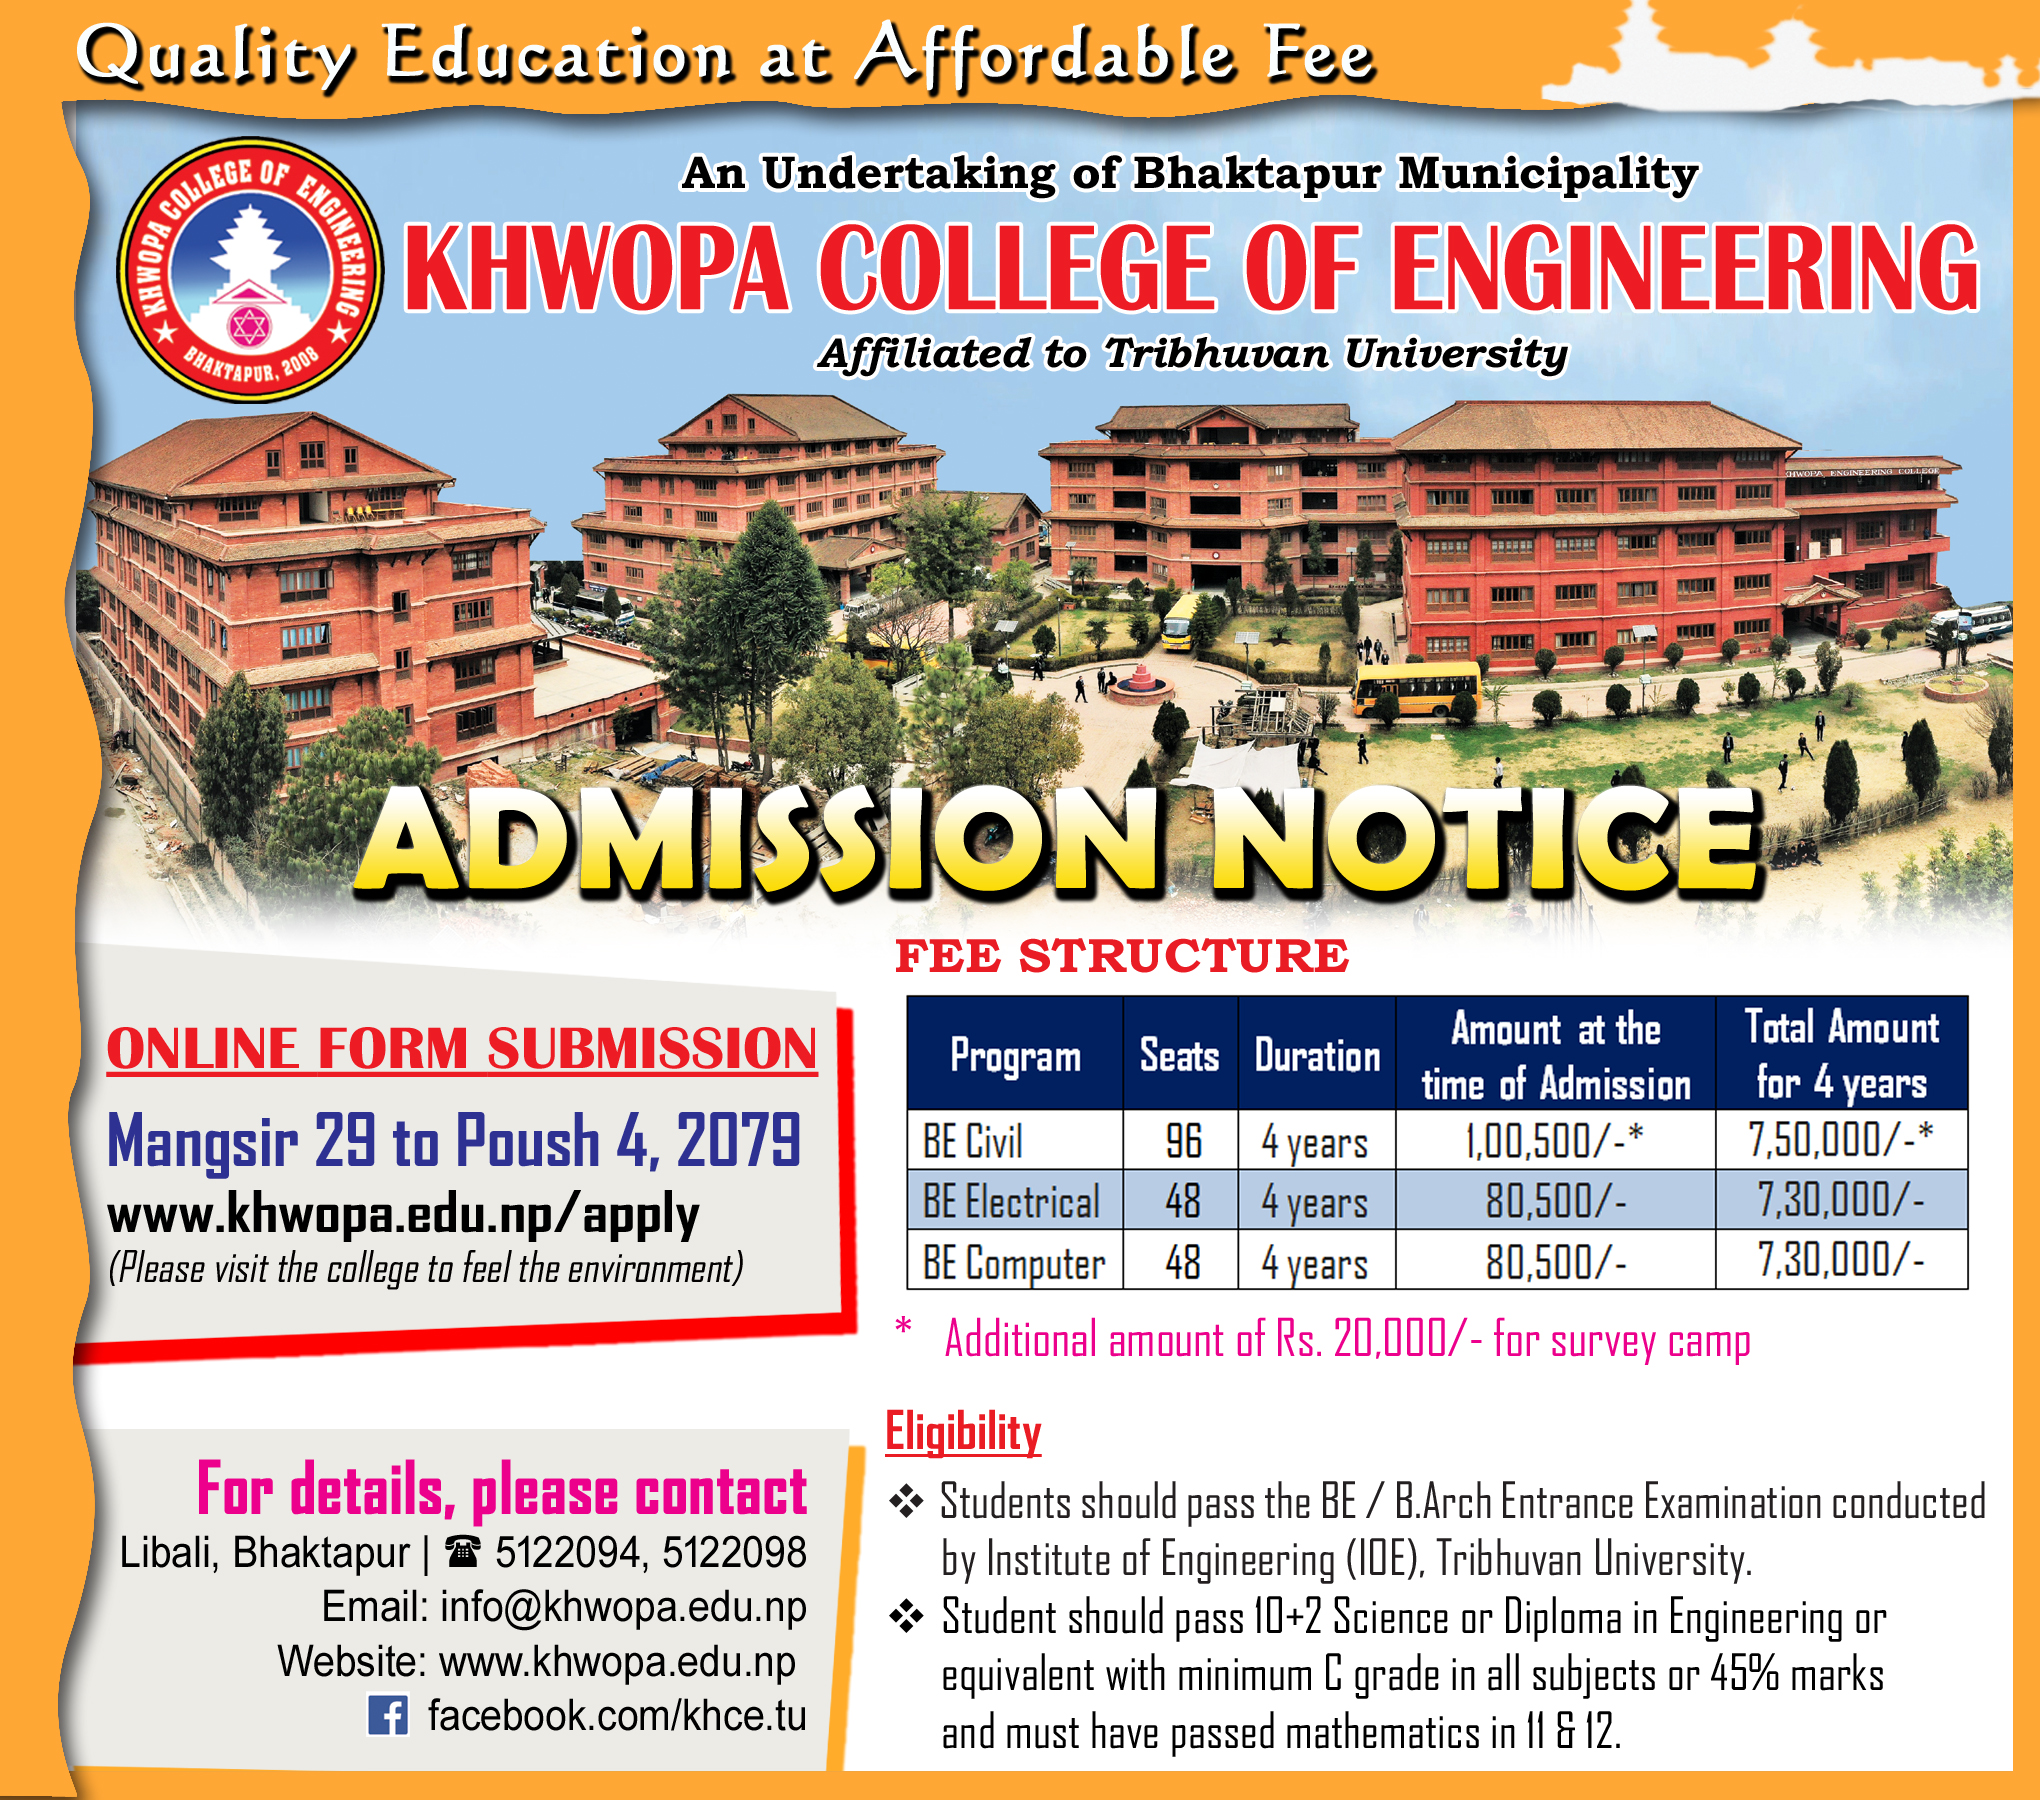 Quality Education at Affordable Fee
KHWOPA COLLEGE OF ENGINEERING
BHAKTAPUR, 2008
An Undertaking of Bhaktapur Municipality
KHWOPA COLLEGE OF ENGINEERING
Affiliated to Tribhuvan University
KHWOPA ENGINEERING COLLEGE
ADMISSION NOTICE
ONLINE FORM SUBMISSION
Mangsir 29 to Poush 4, 2079
www.khwopa.edu.np/apply
(Please visit the college to feel the environment)
For details, please contact
Libali, Bhaktapur | ☎ 5122094, 5122098
Email: info@khwopa.edu.np
Website: www.khwopa.edu.np
facebook.com/khce.tu
FEE STRUCTURE
Program Seats Duration Amount at the time of Admission Total Amount for 4 years
BE Civil 96 4 years 1,00,500/-* 7,50,000/-*
BE Electrical 48 4 years 80,500/- 7,30,000/-
BE Computer 48 4 years 80,500/- 7,30,000/-
* Additional amount of Rs. 20,000/- for survey camp
Eligibility
❖ Students should pass the BE / B.Arch Entrance Examination conducted
by Institute of Engineering (IOE), Tribhuvan University.
❖ Student should pass 10+2 Science or Diploma in Engineering or
equivalent with minimum C grade in all subjects or 45% marks
and must have passed mathematics in 11 & 12.